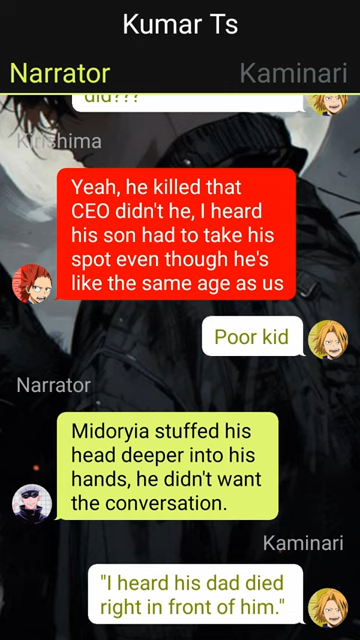 Kumar Ts
Narrator
Kaminari
did???
Kirishima
Yeah, he killed that
CEO didn't he, I heard
his son had to take his
spot even though he's
like the same age as us
Poor kid
Narrator
Midoryia stuffed his
head deeper into his
hands, he didn't want
the conversation.
Kaminari
"I heard his dad died
right in front of him."